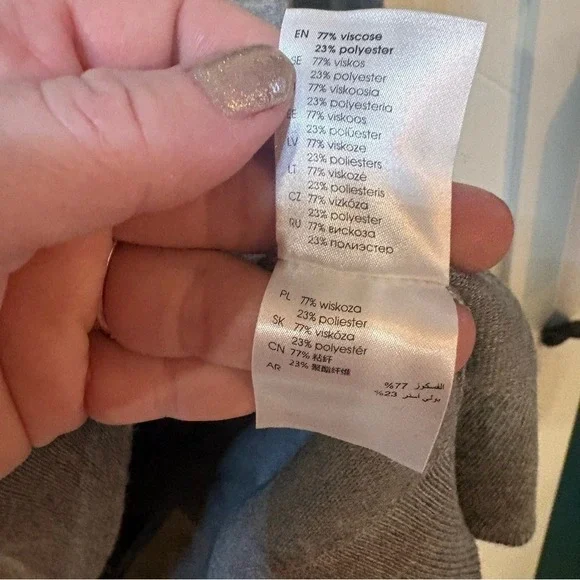 EN 77% viscose
23% polyester
SE 77% viskos
23% polyester
77% viskoosia
23% polyesteria
EE 77% viskoos
23% polüester
LV 77% viskoze
23% poliesters
LT 77% viskozė
23% poliesteris
CZ 77% vizkóza
23% polyester
RU 77% вискоза
23% полиэстер
PL 77% wiskoza
23% poliester
SK 77% viskóza
23% polyestér
CN 77% 粘纤
23% 聚酯纤维
AR
الفسكوز 77%
بولي استر 23%